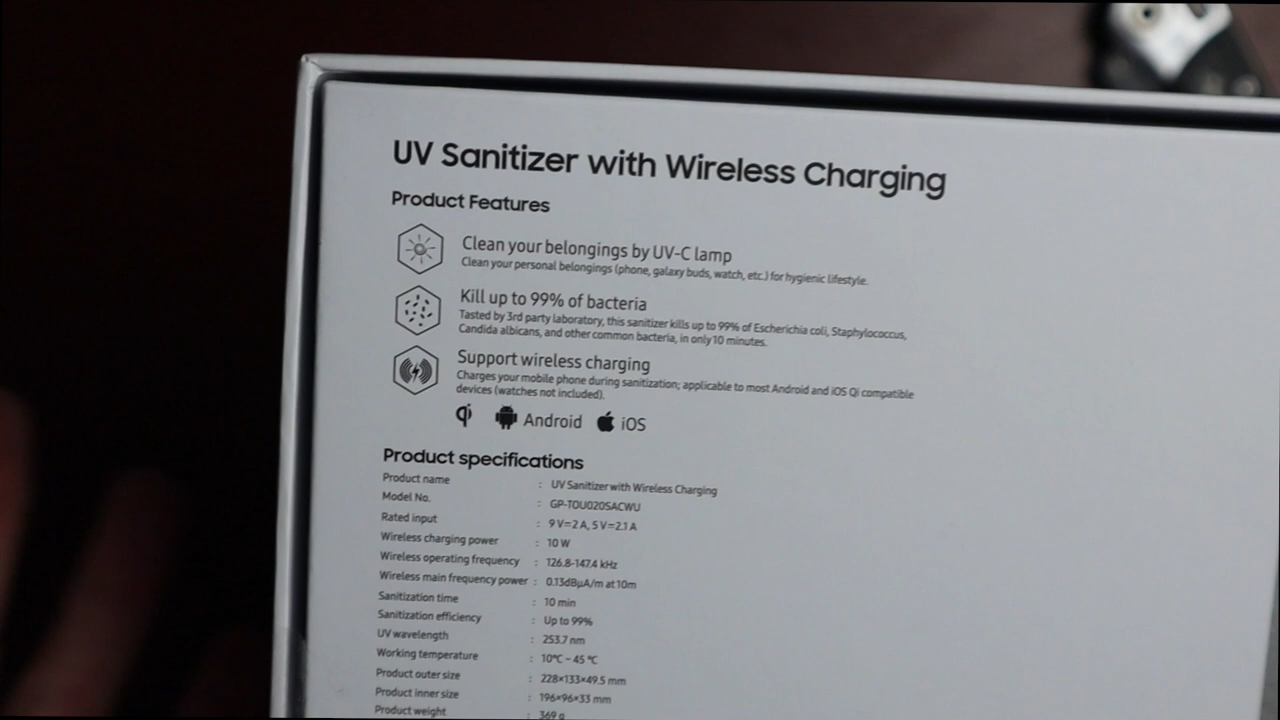 UV Sanitizer with Wireless Charging
Product Features
Clean your belongings by UV-C lamp
Clean your personal belongings (phone, galaxy buds, watch, etc.) for hygienic lifestyle.
Kill up to 99% of bacteria
Tasted by 3rd party laboratory, this sanitizer kills up to 99% of Escherichia coli, Staphylococcus,
Candida albicans, and other common bacteria, in only 10 minutes.
Support wireless charging
Charges your mobile phone during sanitization; applicable to most Android and iOS Qi compatible
devices (watches not included).
qi Android iOS
Product specifications
Product name : UV Sanitizer with Wireless Charging
Model No. : GP-TOU020SACWU
Rated input : 9 V=2 A, 5 V=2.1 A
Wireless charging power : 10 W
Wireless operating frequency : 126.8-147.4 kHz
Wireless main frequency power : 0.13dBμA/m at 10m
Sanitization time : 10 min
Sanitization efficiency : Up to 99%
UV wavelength : 253.7 nm
Working temperature : 10°C ~ 45 °C
Product outer size : 228×133×49.5 mm
Product inner size : 196×96×33 mm
Product weight : 369 g